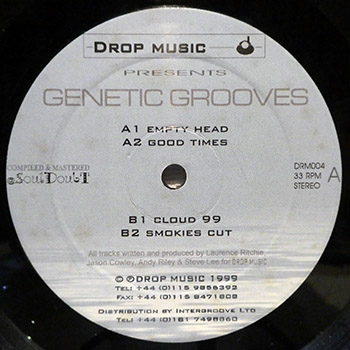 DROP MUSIC
PRESENTS
GENETIC GROOVES
A1 EMPTY HEAD
A2 GOOD TIMES
COMPILED & MASTERED
@SoulDoubT
DRM004
33 RPM
STEREO
A
B1 CLOUD 99
B2 SMOKIES CUT
All tracks written and produced by Laurence Ritchie,
Jason Cowley, Andy Riley & Steve Lee for DROP MUSIC
© ℗DROP MUSIC 1999
TEL: +44 (0)115 9856392
FAX: +44 (0)115 8471808
DISTRIBUTION BY INTERGROOVE LTD
TEL: +44 (0)181 7498860